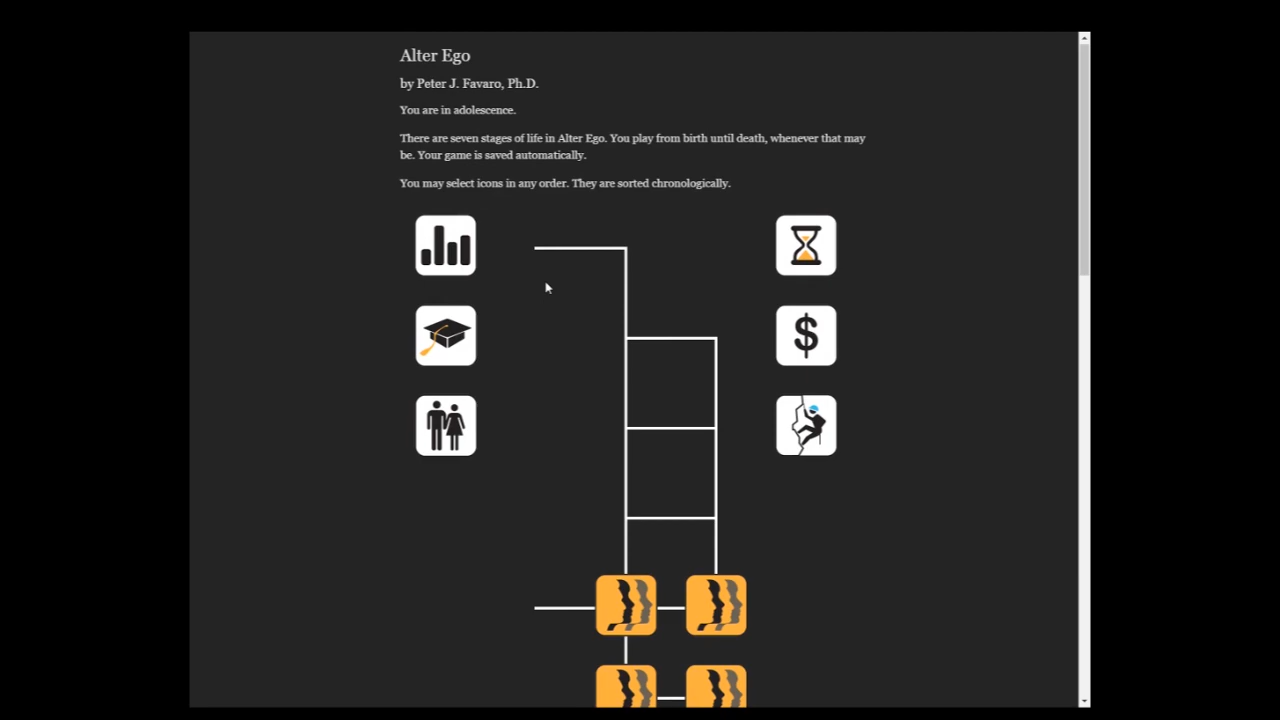 Alter Ego
by Peter J. Favaro, Ph.D.
You are in adolescence.
There are seven stages of life in Alter Ego. You play from birth until death, whenever that may
be. Your game is saved automatically.
You may select icons in any order. They are sorted chronologically.
$